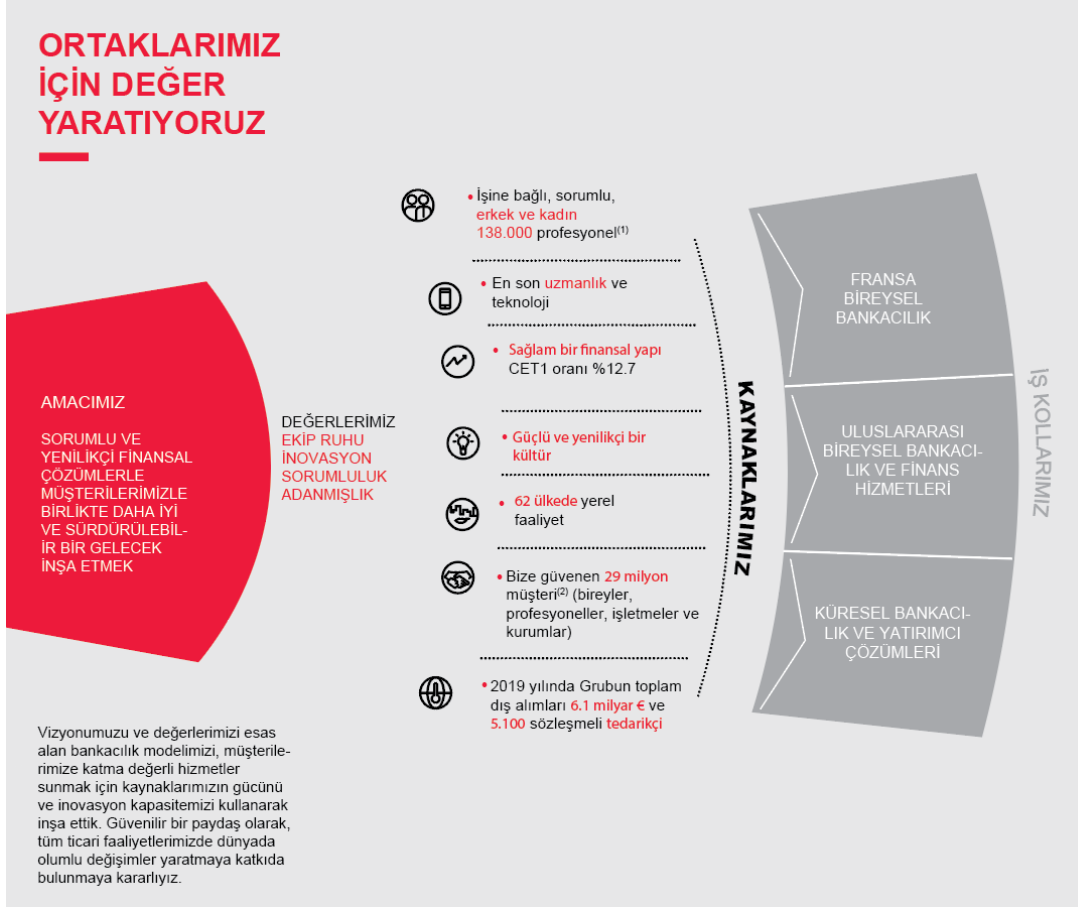 ORTAKLARIMIZ
İÇİN DEĞER
YARATIYORUZ
AMACIMIZ
SORUMLU VE
YENİLİKÇİ FİNANSAL
ÇÖZÜMLERLE
MÜŞTERİLERİMİZLE
BİRLİKTE DAHA İYİ
VE SÜRDÜRÜLEBİL-
İR BİR GELECEK
İNŞA ETMEK
DEĞERLERİMİZ
EKİP RUHU
İNOVASYON
SORUMLULUK
ADANMIŞLIK
• İşine bağlı, sorumlu,
erkek ve kadın
138.000 profesyonel(1)
• En son uzmanlık ve
teknoloji
• Sağlam bir finansal yapı
CET1 oranı %12.7
• Güçlü ve yenilikçi bir
kültür
• 62 ülkede yerel
faaliyet
• Bize güvenen 29 milyon
müşteri(2) (bireyler,
profesyoneller, işletmeler ve
kurumlar)
• 2019 yılında Grubun toplam
dış alımları 6.1 milyar € ve
5.100 sözleşmeli tedarikçi
KAYNAKLARIMIZ
FRANSA
BİREYSEL
BANKACILIK
ULUSLARARASI
BİREYSEL BANKACI-
LIK VE FİNANS
HİZMETLERİ
KÜRESEL BANKACI-
LIK VE YATIRIMCI
ÇÖZÜMLERİ
İŞ KOLLARIMIZ
Vizyonumuzu ve değerlerimizi esas
alan bankacılık modelimizi, müşterile-
rimize katma değerli hizmetler
sunmak için kaynaklarımızın gücünü
ve inovasyon kapasitemizi kullanarak
inşa ettik. Güvenilir bir paydaş olarak,
tüm ticari faaliyetlerimizde dünyada
olumlu değişimler yaratmaya katkıda
bulunmaya kararlıyız.